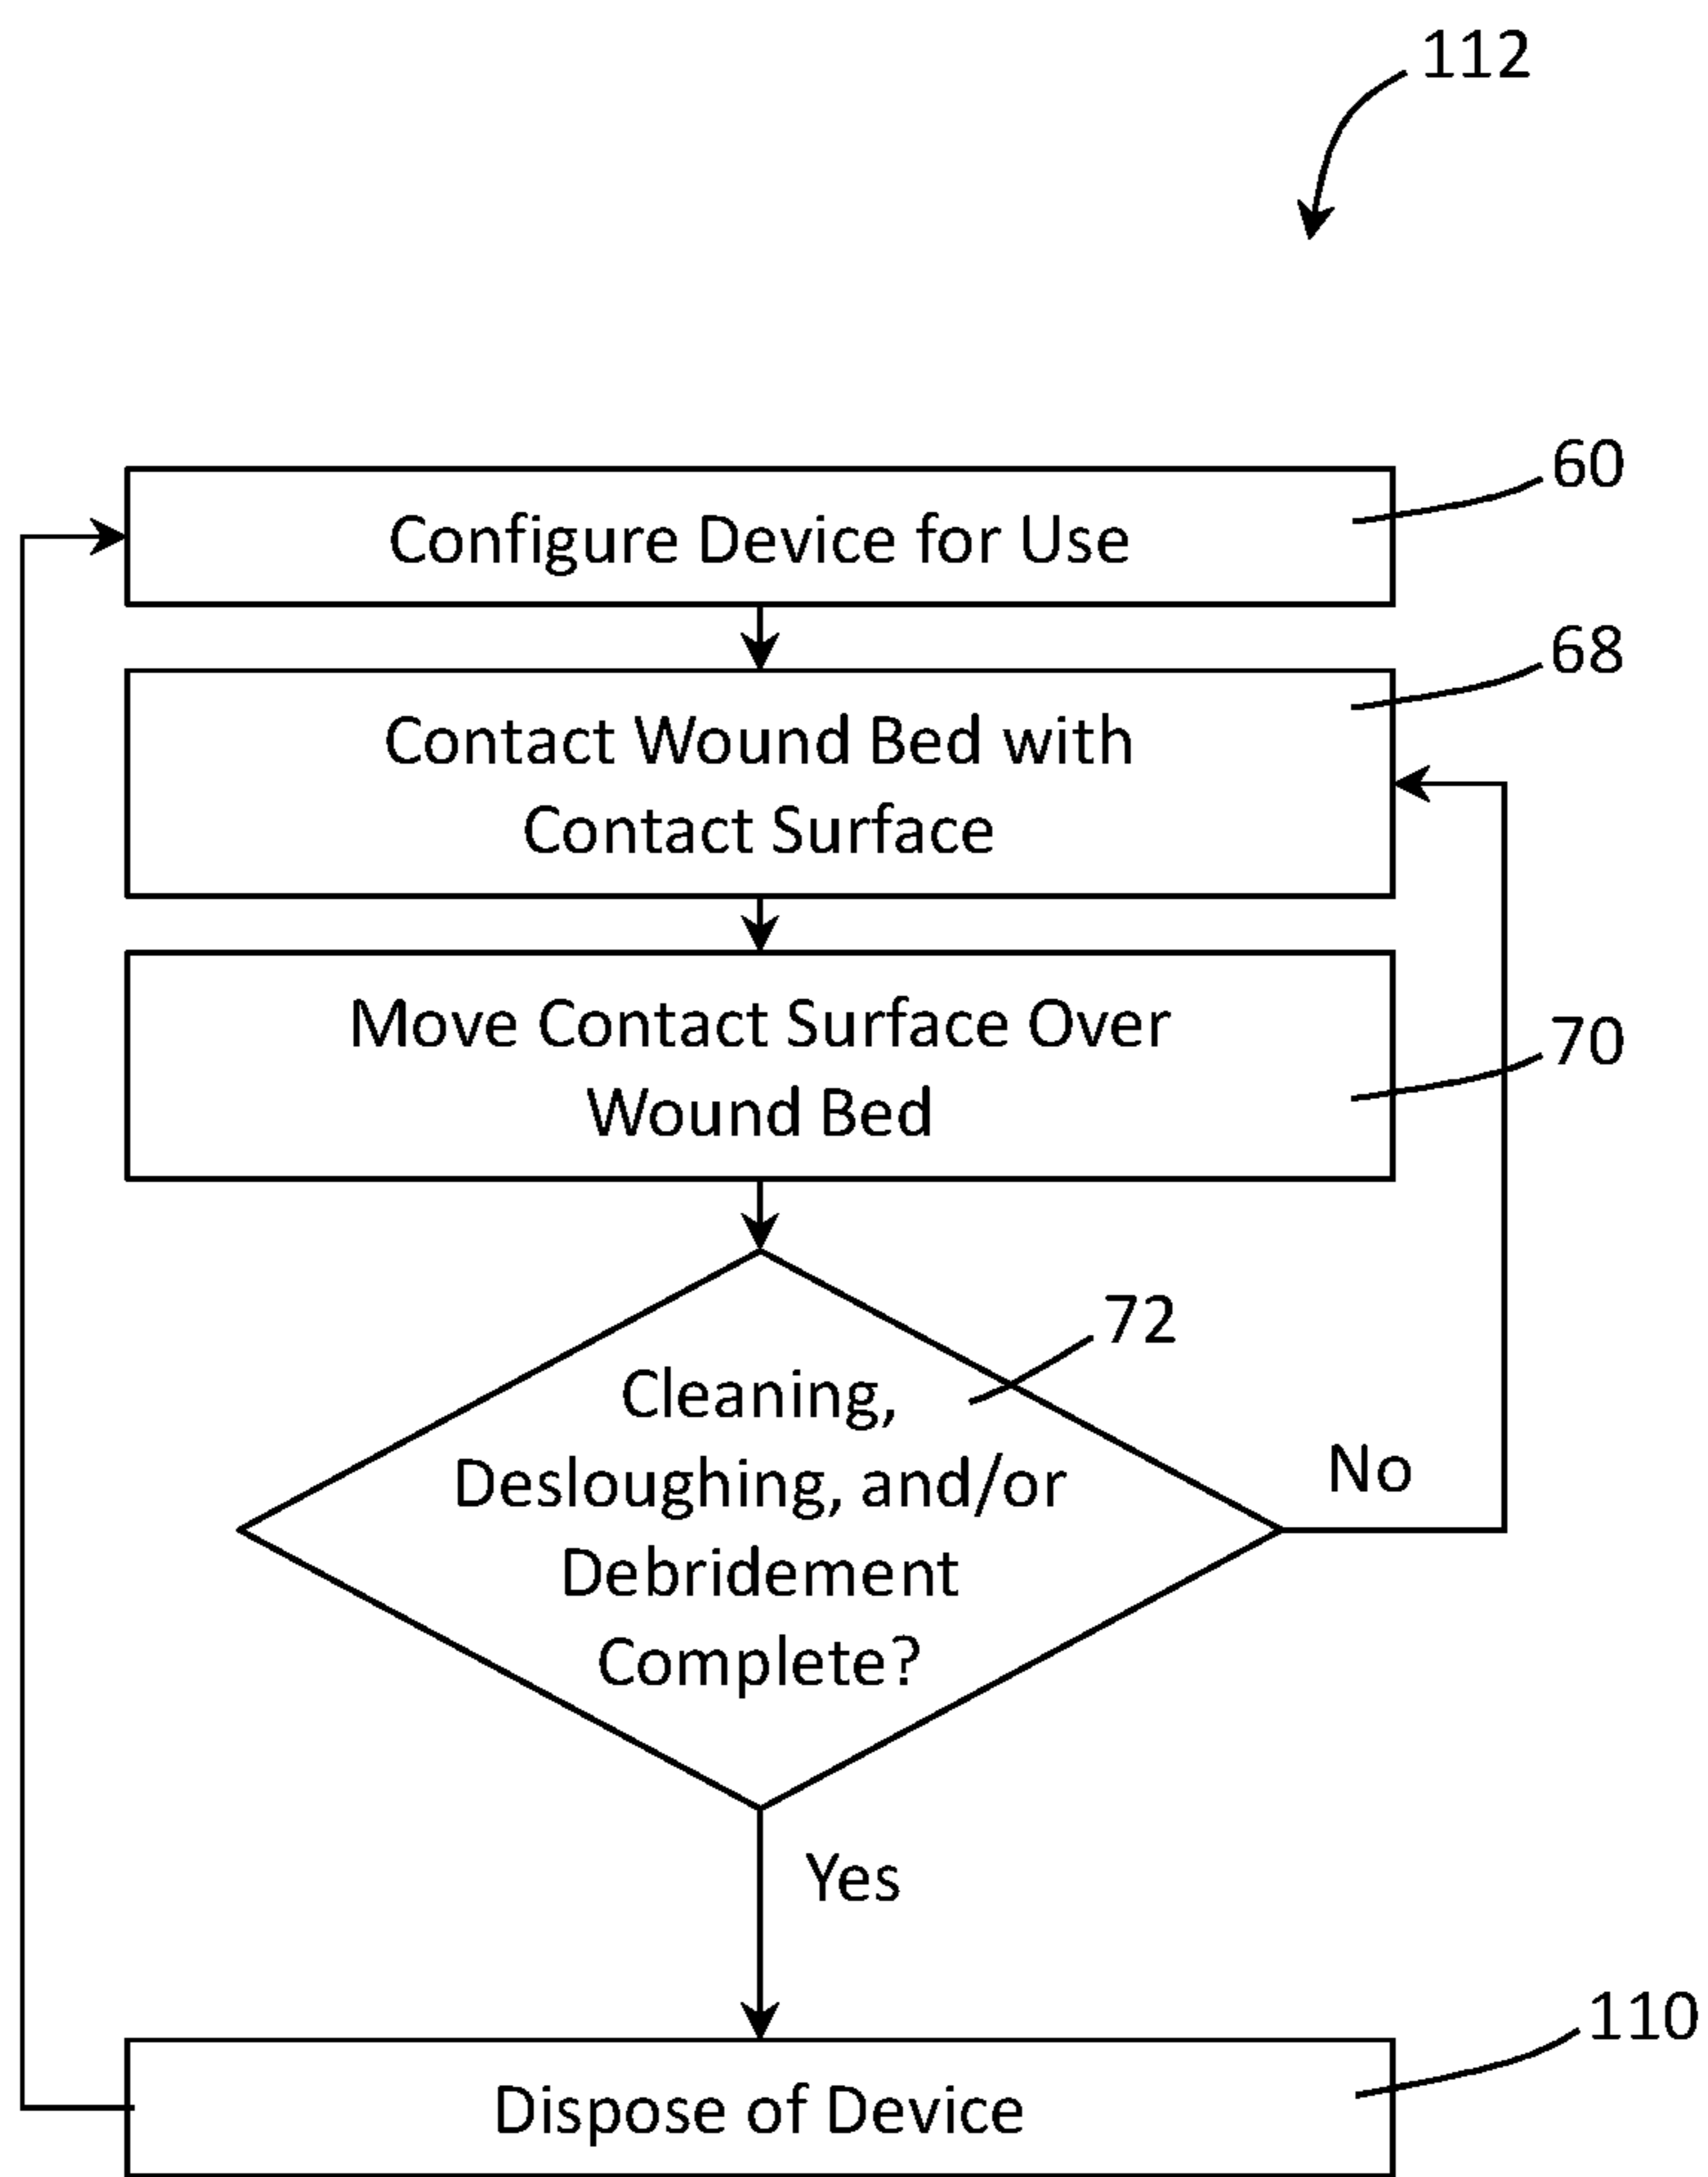 112
60
Configure Device for Use
68
Contact Wound Bed with
Contact Surface
70
Move Contact Surface Over
Wound Bed
72
Cleaning,
Desloughing, and/or
Debridement
Complete?
No
Yes
110
Dispose of Device